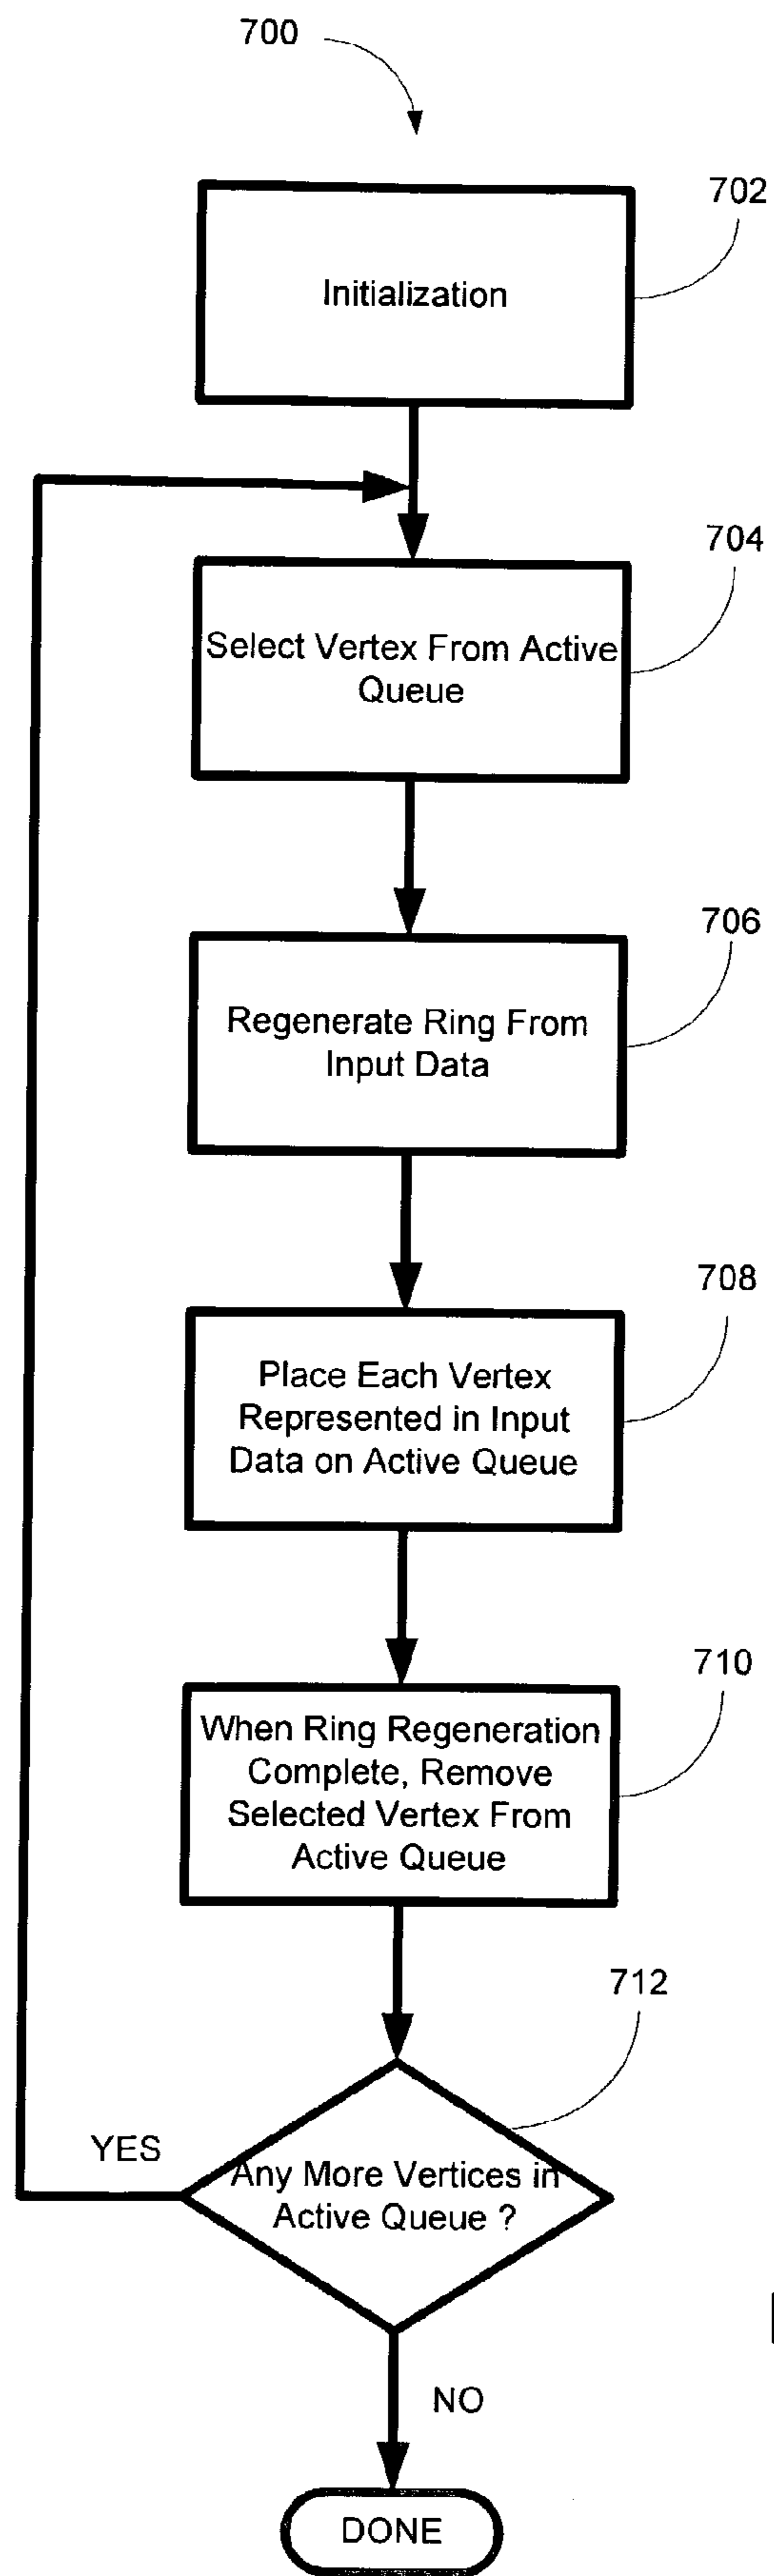 700
702
Initialization
704
Select Vertex From Active
Queue
706
Regenerate Ring From
Input Data
708
Place Each Vertex
Represented in Input
Data on Active Queue
710
When Ring Regeneration
Complete, Remove
Selected Vertex From
Active Queue
712
YES
Any More Vertices in
Active Queue ?
NO
DONE